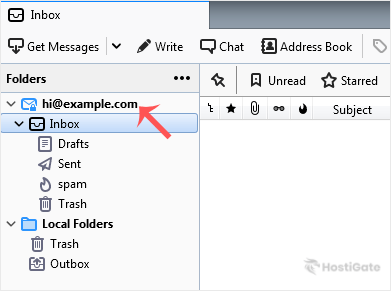 Inbox
Get Messages Write Chat Address Book
Folders •••
Unread Starred
hi@example.com
Subject
Inbox
Drafts
Sent
spam
Trash
Local Folders
Trash
Outbox
HostiGate